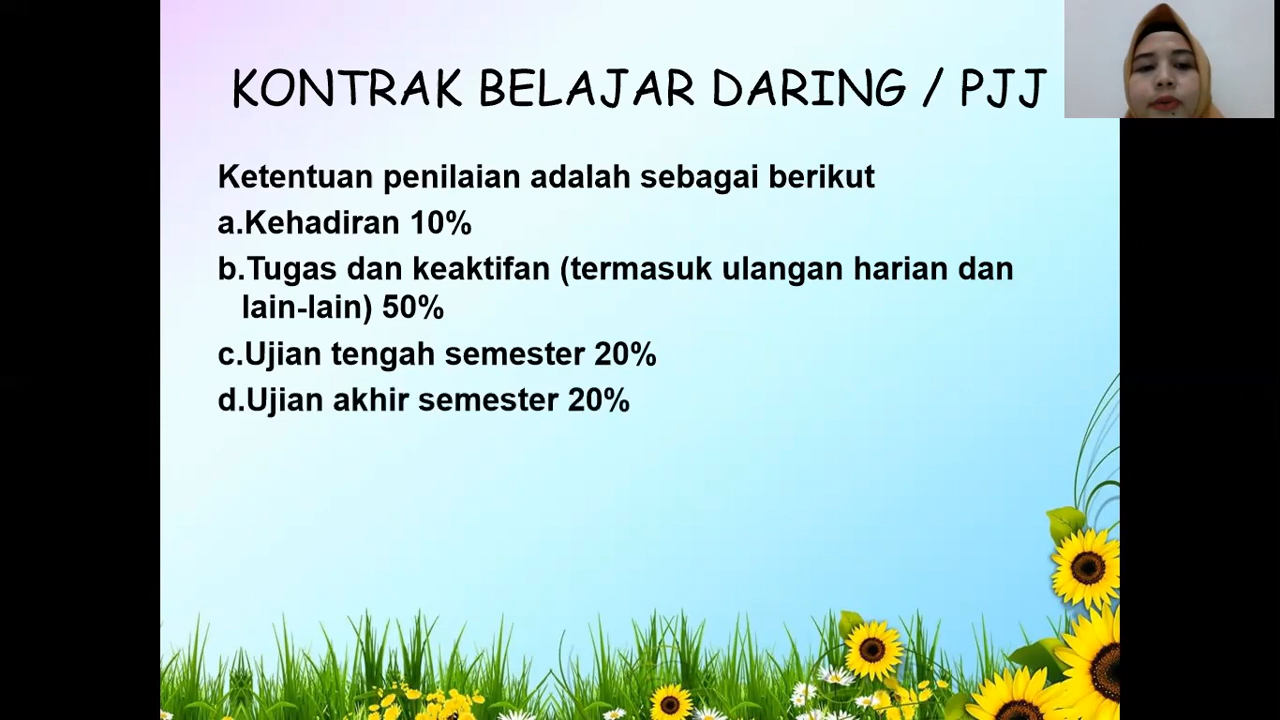 KONTRAK BELAJAR DARING / PJJ
Ketentuan penilaian adalah sebagai berikut
a.Kehadiran 10%
b.Tugas dan keaktifan (termasuk ulangan harian dan
lain-lain) 50%
c.Ujian tengah semester 20%
d.Ujian akhir semester 20%